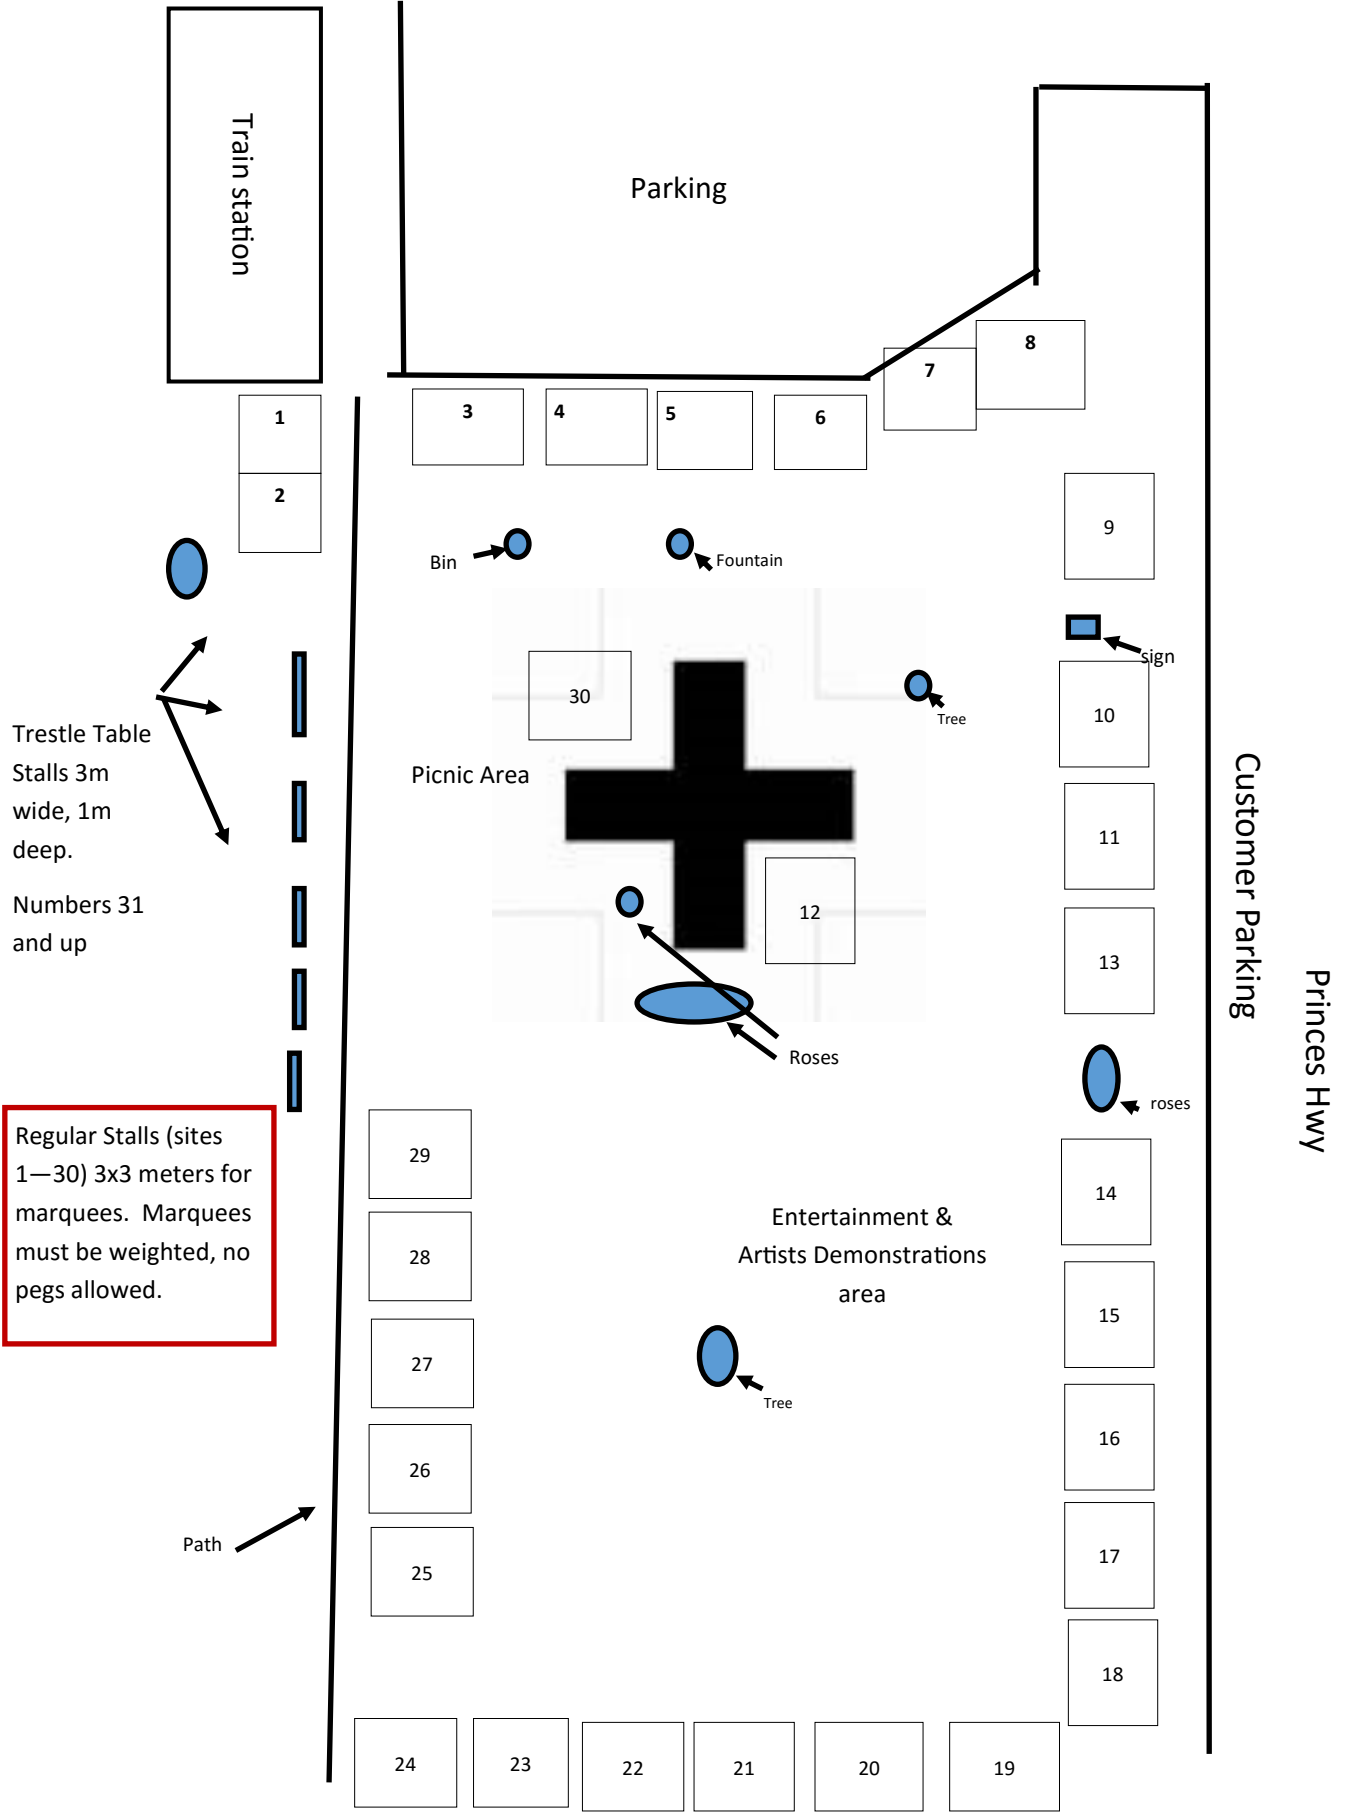 Train station
Parking
8
7
1
3
4
5
6
2
9
Bin
Fountain
sign
30
10
Tree
Trestle Table
Stalls 3m
wide, 1m
deep.
Numbers 31
and up
Picnic Area
11
12
13
Customer Parking
Princes Hwy
Roses
roses
Regular Stalls (sites
1—30) 3x3 meters for
marquees.  Marquees
must be weighted, no
pegs allowed.
29
14
28
Entertainment &
Artists Demonstrations
area
15
27
Tree
16
26
Path
17
25
18
24
23
22
21
20
19